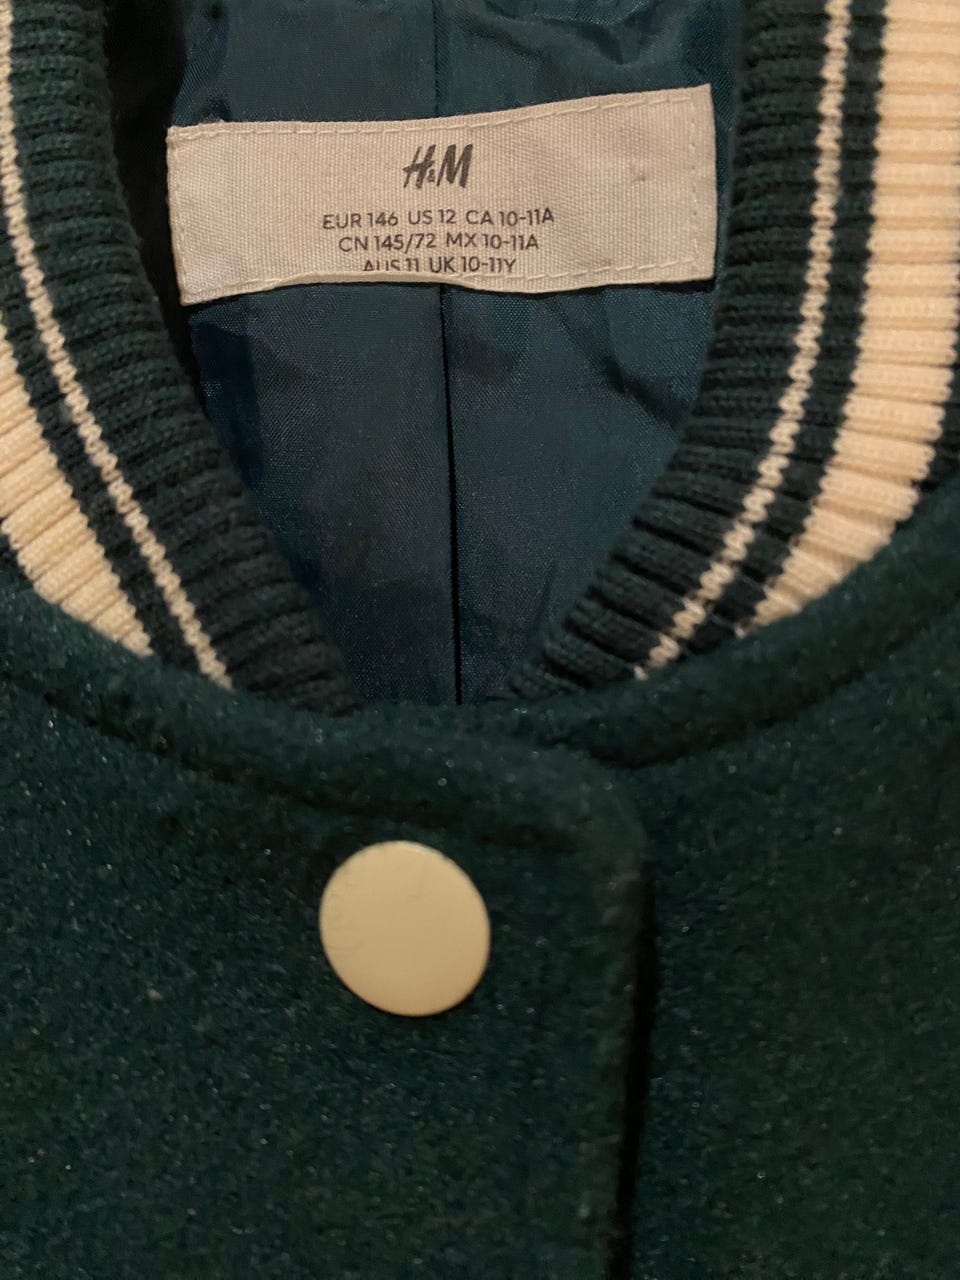 H&M
EUR 146 US 12 CA 10-11A
CN 145/72 MX 10-11A
AUS 11 UK 10-11Y